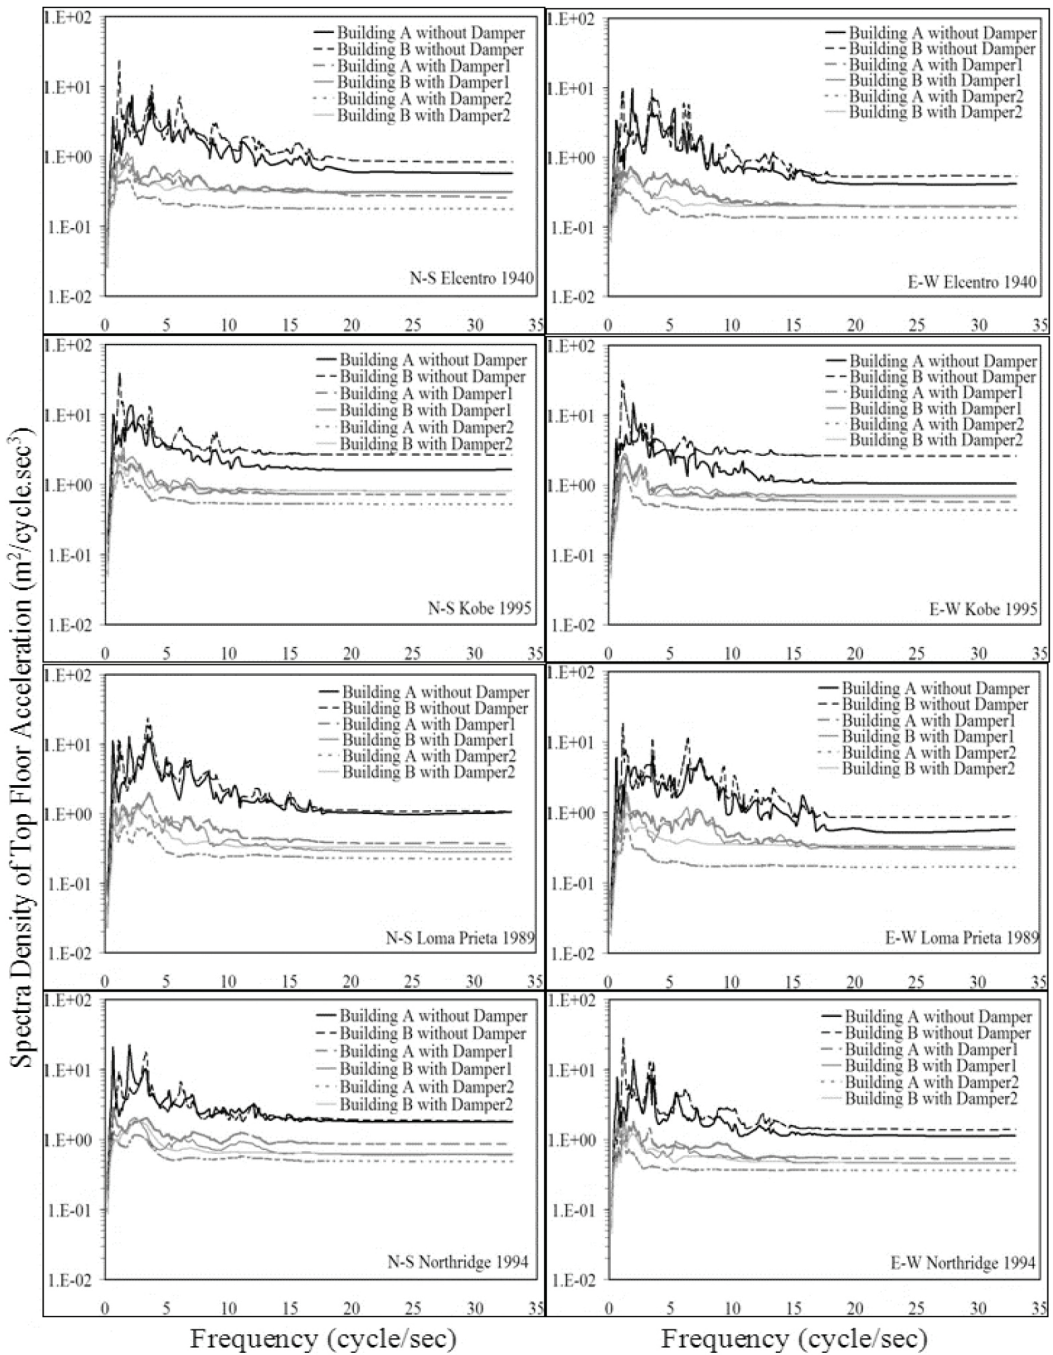 Spectra Density of Top Floor Acceleration (m²/cycle.sec³)
1.E+02
1.E+01
1.E+00
1.E-01
1.E-02
Building A without Damper
Building B without Damper
Building A with Damper1
Building B with Damper1
Building A with Damper2
Building B with Damper2
N-S Elcentro 1940
0 5 10 15 20 25 30 35
1.E+02
1.E+01
1.E+00
1.E-01
1.E-02
Building A without Damper
Building B without Damper
Building A with Damper1
Building B with Damper1
Building A with Damper2
Building B with Damper2
E-W Elcentro 1940
0 5 10 15 20 25 30 35
1.E+02
1.E+01
1.E+00
1.E-01
1.E-02
Building A without Damper
Building B without Damper
Building A with Damper1
Building B with Damper1
Building A with Damper2
Building B with Damper2
N-S Kobe 1995
0 5 10 15 20 25 30 35
1.E+02
1.E+01
1.E+00
1.E-01
1.E-02
Building A without Damper
Building B without Damper
Building A with Damper1
Building B with Damper1
Building A with Damper2
Building B with Damper2
E-W Kobe 1995
0 5 10 15 20 25 30 35
1.E+02
1.E+01
1.E+00
1.E-01
1.E-02
Building A without Damper
Building B without Damper
Building A with Damper1
Building B with Damper1
Building A with Damper2
Building B with Damper2
N-S Loma Prieta 1989
0 5 10 15 20 25 30 35
1.E+02
1.E+01
1.E+00
1.E-01
1.E-02
Building A without Damper
Building B without Damper
Building A with Damper1
Building B with Damper1
Building A with Damper2
Building B with Damper2
E-W Loma Prieta 1989
0 5 10 15 20 25 30 35
1.E+02
1.E+01
1.E+00
1.E-01
1.E-02
Building A without Damper
Building B without Damper
Building A with Damper1
Building B with Damper1
Building A with Damper2
Building B with Damper2
N-S Northridge 1994
0 5 10 15 20 25 30 35
1.E+02
1.E+01
1.E+00
1.E-01
1.E-02
Building A without Damper
Building B without Damper
Building A with Damper1
Building B with Damper1
Building A with Damper2
Building B with Damper2
E-W Northridge 1994
0 5 10 15 20 25 30 35
Frequency (cycle/sec)
Frequency (cycle/sec)